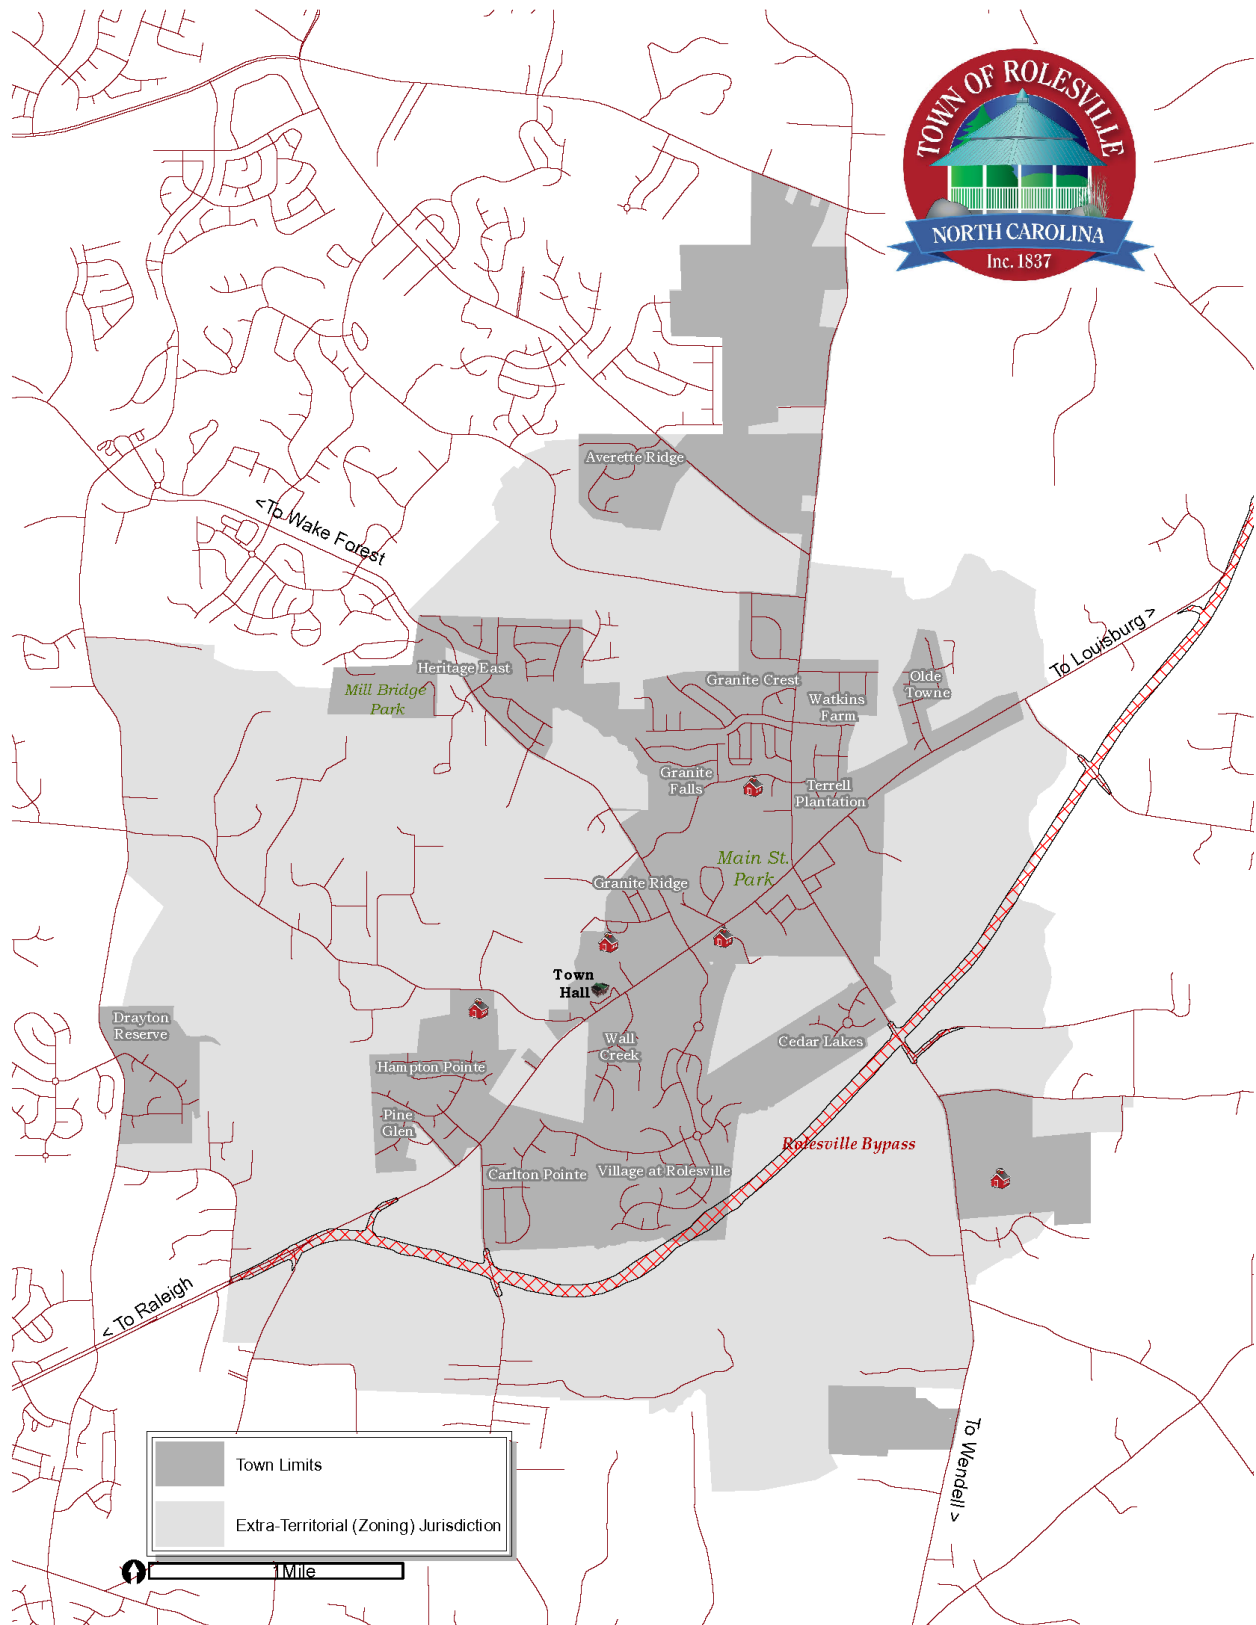 TOWN OF ROLESVILLE
NORTH CAROLINA
Inc. 1837
Averette Ridge
<To Wake Forest
To Louisburg >
Heritage East
Mill Bridge
Park
Granite Crest
Watkins
Farm
Olde
Towne
Granite
Falls
Terrell
Plantation
Main St.
Park
Granite Ridge
Town
Hall
Drayton
Reserve
Wall
Creek
Cedar Lakes
Hampton Pointe
Pine
Glen
Carlton Pointe
Village at Rolesville
Rolesville Bypass
< To Raleigh
To Wendell >
Town Limits
Extra-Territorial (Zoning) Jurisdiction
1Mile